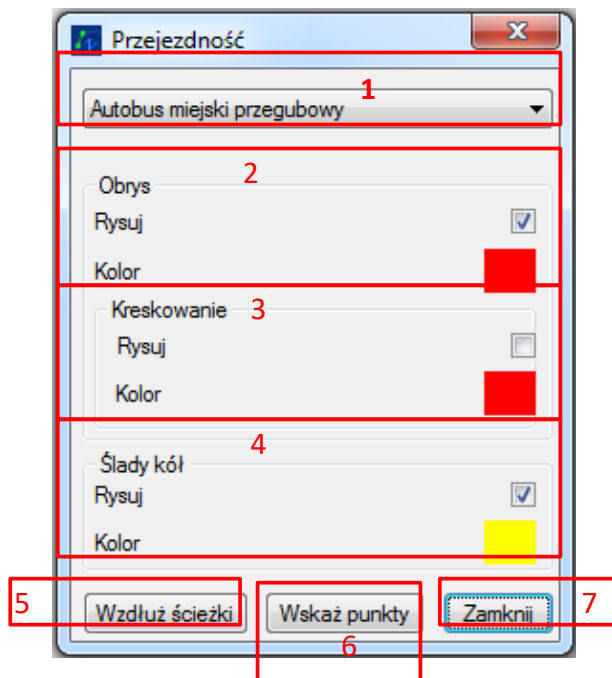 Przejezdność
1
Autobus miejski przegubowy
2
Obrys
Rysuj
Kolor
Kreskowanie 3
Rysuj
Kolor
4
Ślady kół
Rysuj
Kolor
5 Wzdłuż ścieżki Wskaż punkty Zamknij 7
6